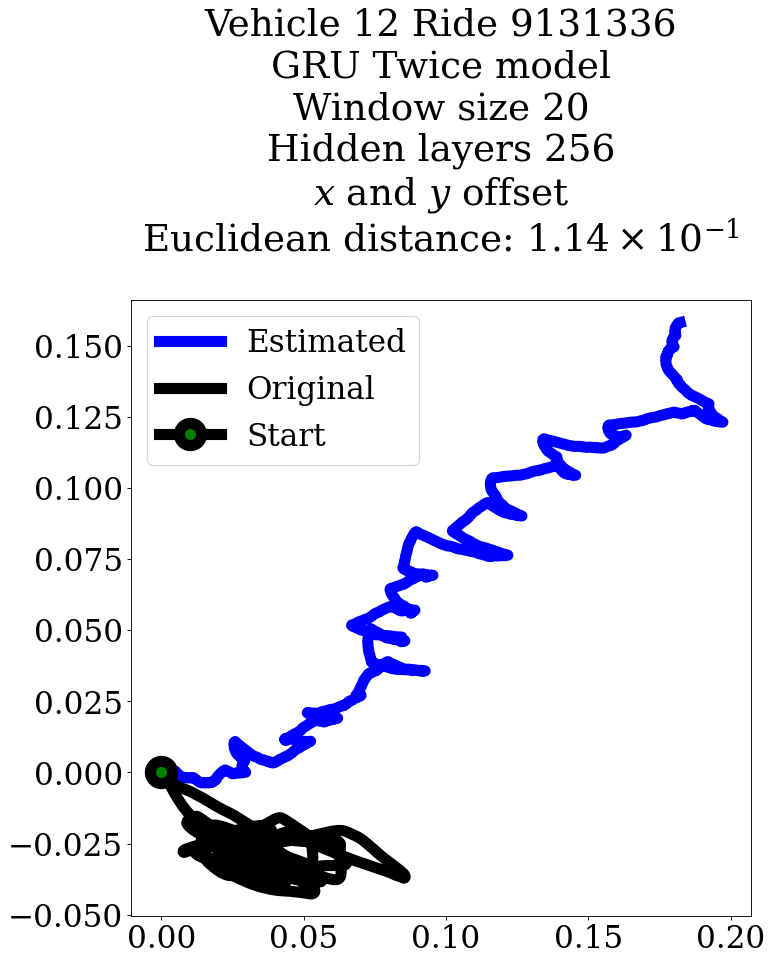 Vehicle 12 Ride 9131336
GRU Twice model
Window size 20
Hidden layers 256
x and y offset
Euclidean distance: 1.14 × 10⁻¹
Estimated
Original
Start
0.150
0.125
0.100
0.075
0.050
0.025
0.000
−0.025
−0.050
0.00 0.05 0.10 0.15 0.20